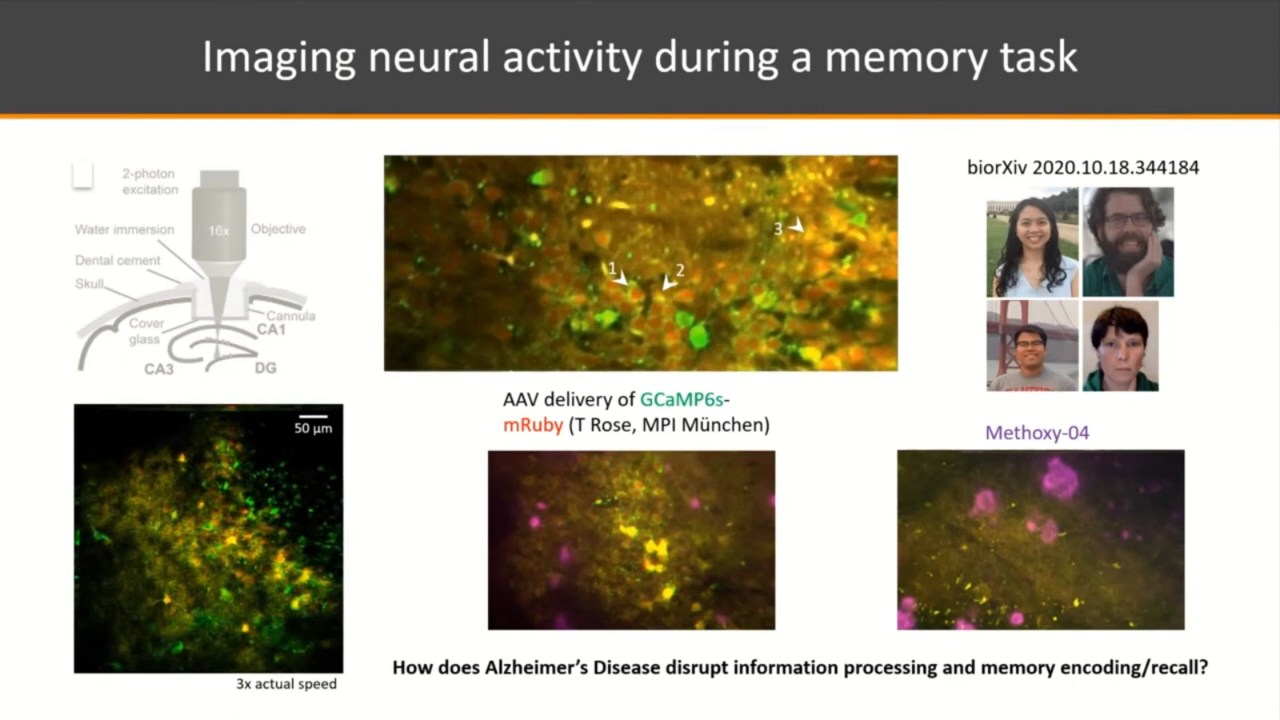 Imaging neural activity during a memory task
2-photon
excitation
Water immersion
16x
Objective
Dental cement
Skull
Cover
glass
Cannula
CA1
CA3
DG
50 µm
3x actual speed
1
2
3
AAV delivery of GCaMP6s-
mRuby (T Rose, MPI München)
biorXiv 2020.10.18.344184
Methoxy-04
How does Alzheimer’s Disease disrupt information processing and memory encoding/recall?